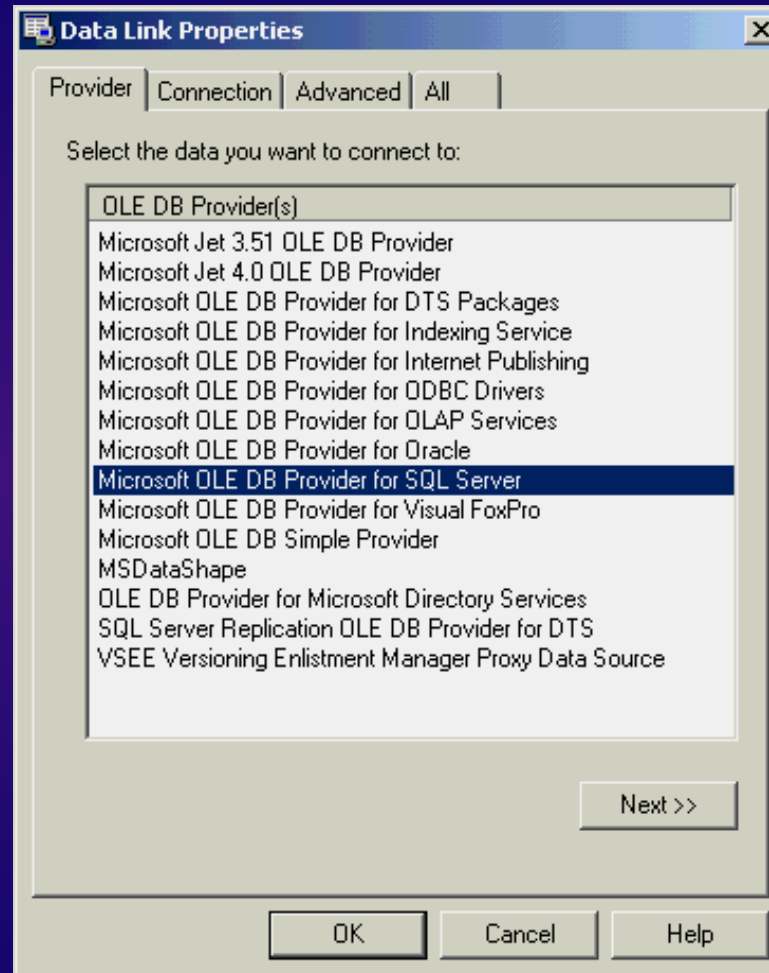 Data Link Properties
Provider Connection Advanced All
Select the data you want to connect to:
OLE DB Provider(s)
Microsoft Jet 3.51 OLE DB Provider
Microsoft Jet 4.0 OLE DB Provider
Microsoft OLE DB Provider for DTS Packages
Microsoft OLE DB Provider for Indexing Service
Microsoft OLE DB Provider for Internet Publishing
Microsoft OLE DB Provider for ODBC Drivers
Microsoft OLE DB Provider for OLAP Services
Microsoft OLE DB Provider for Oracle
Microsoft OLE DB Provider for SQL Server
Microsoft OLE DB Provider for Visual FoxPro
Microsoft OLE DB Simple Provider
MSDataShape
OLE DB Provider for Microsoft Directory Services
SQL Server Replication OLE DB Provider for DTS
VSEE Versioning Enlistment Manager Proxy Data Source
Next >>
OK Cancel Help